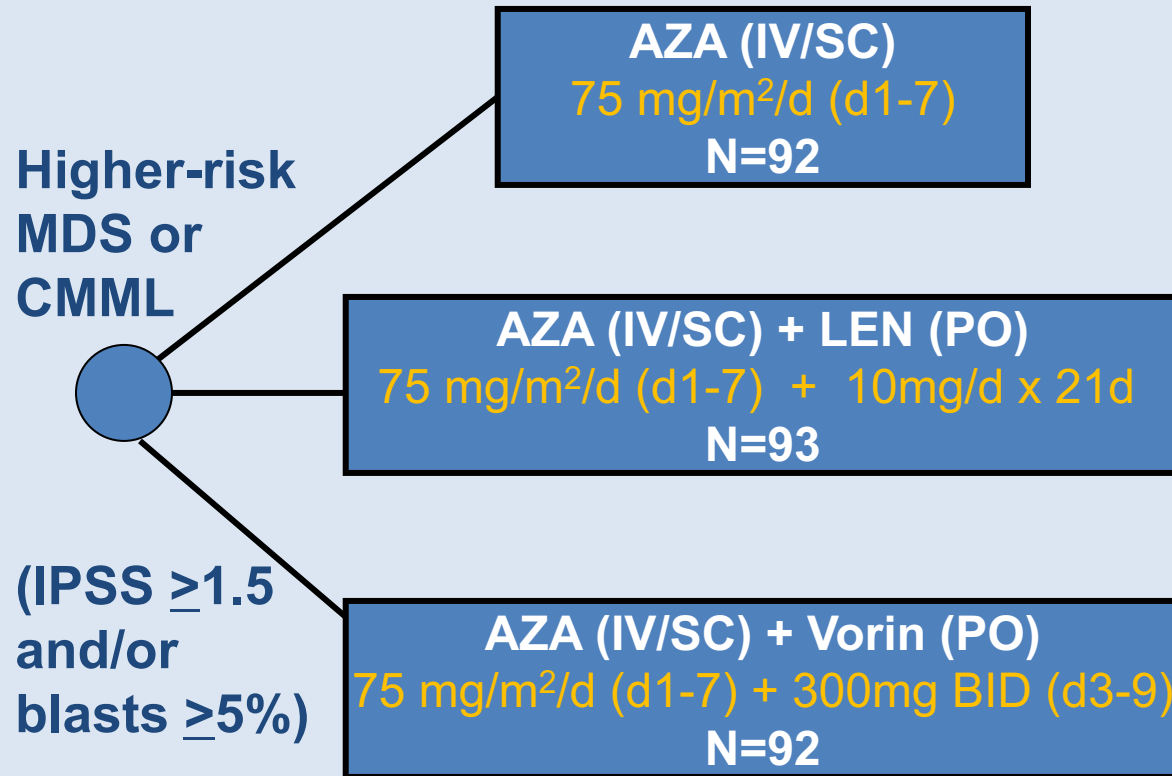 Higher-risk
MDS or
CMML
(IPSS ≥1.5
and/or
blasts ≥5%)
AZA (IV/SC)
75 mg/m²/d (d1-7)
N=92
AZA (IV/SC) + LEN (PO)
75 mg/m²/d (d1-7) + 10mg/d x 21d
N=93
AZA (IV/SC) + Vorin (PO)
75 mg/m²/d (d1-7) + 300mg BID (d3-9)
N=92